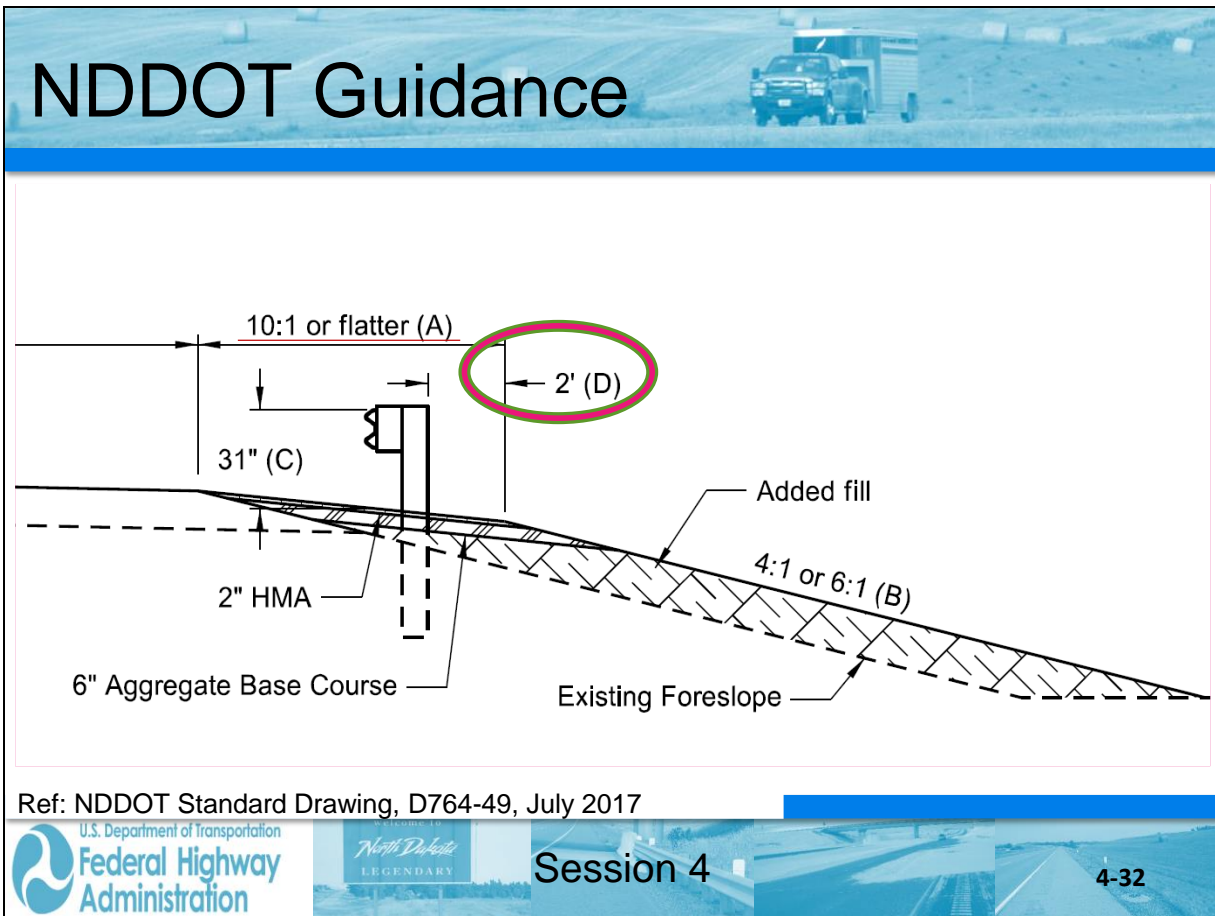 NDDOT Guidance
10:1 or flatter (A)
2' (D)
31" (C)
Added fill
4:1 or 6:1 (B)
2" HMA
6" Aggregate Base Course
Existing Foreslope
Ref: NDDOT Standard Drawing, D764-49, July 2017
U.S. Department of Transportation
Federal Highway
Administration
welcome to
North Dakota
LEGENDARY
Session 4
4-32